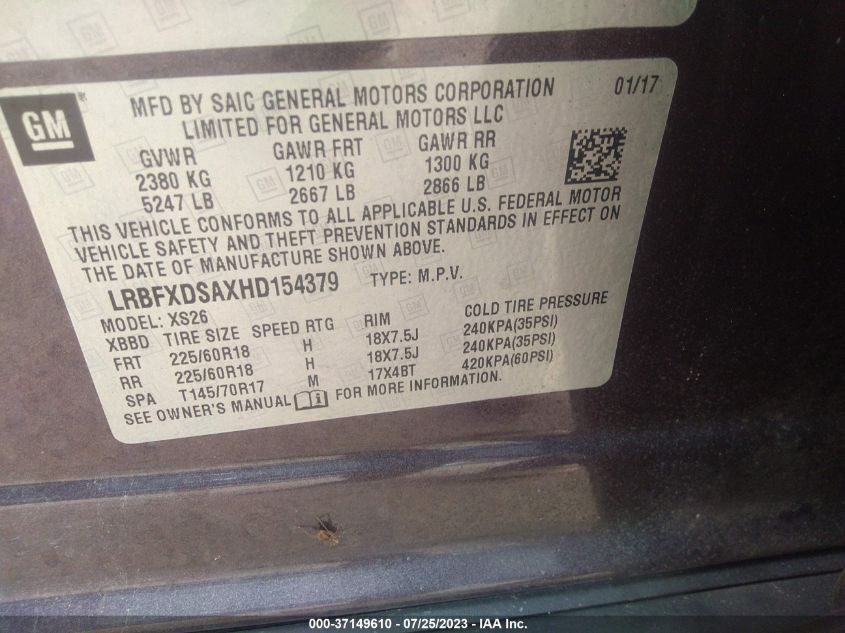 GM
MFD BY SAIC GENERAL MOTORS CORPORATION 01/17
LIMITED FOR GENERAL MOTORS LLC
GVWR GAWR FRT GAWR RR
2380 KG 1210 KG 1300 KG
5247 LB 2667 LB 2866 LB
THIS VEHICLE CONFORMS TO ALL APPLICABLE U.S. FEDERAL MOTOR
VEHICLE SAFETY AND THEFT PREVENTION STANDARDS IN EFFECT ON
THE DATE OF MANUFACTURE SHOWN ABOVE.
LRBFXDSAXHD154379 TYPE: M.P.V.
MODEL: XS26
XBBD TIRE SIZE SPEED RTG RIM COLD TIRE PRESSURE
FRT 225/60R18 H 18X7.5J 240KPA(35PSI)
RR 225/60R18 H 18X7.5J 240KPA(35PSI)
SPA T145/70R17 M 17X4BT 420KPA(60PSI)
SEE OWNER'S MANUAL FOR MORE INFORMATION.
000-37149610 - 07/25/2023 - IAA Inc.